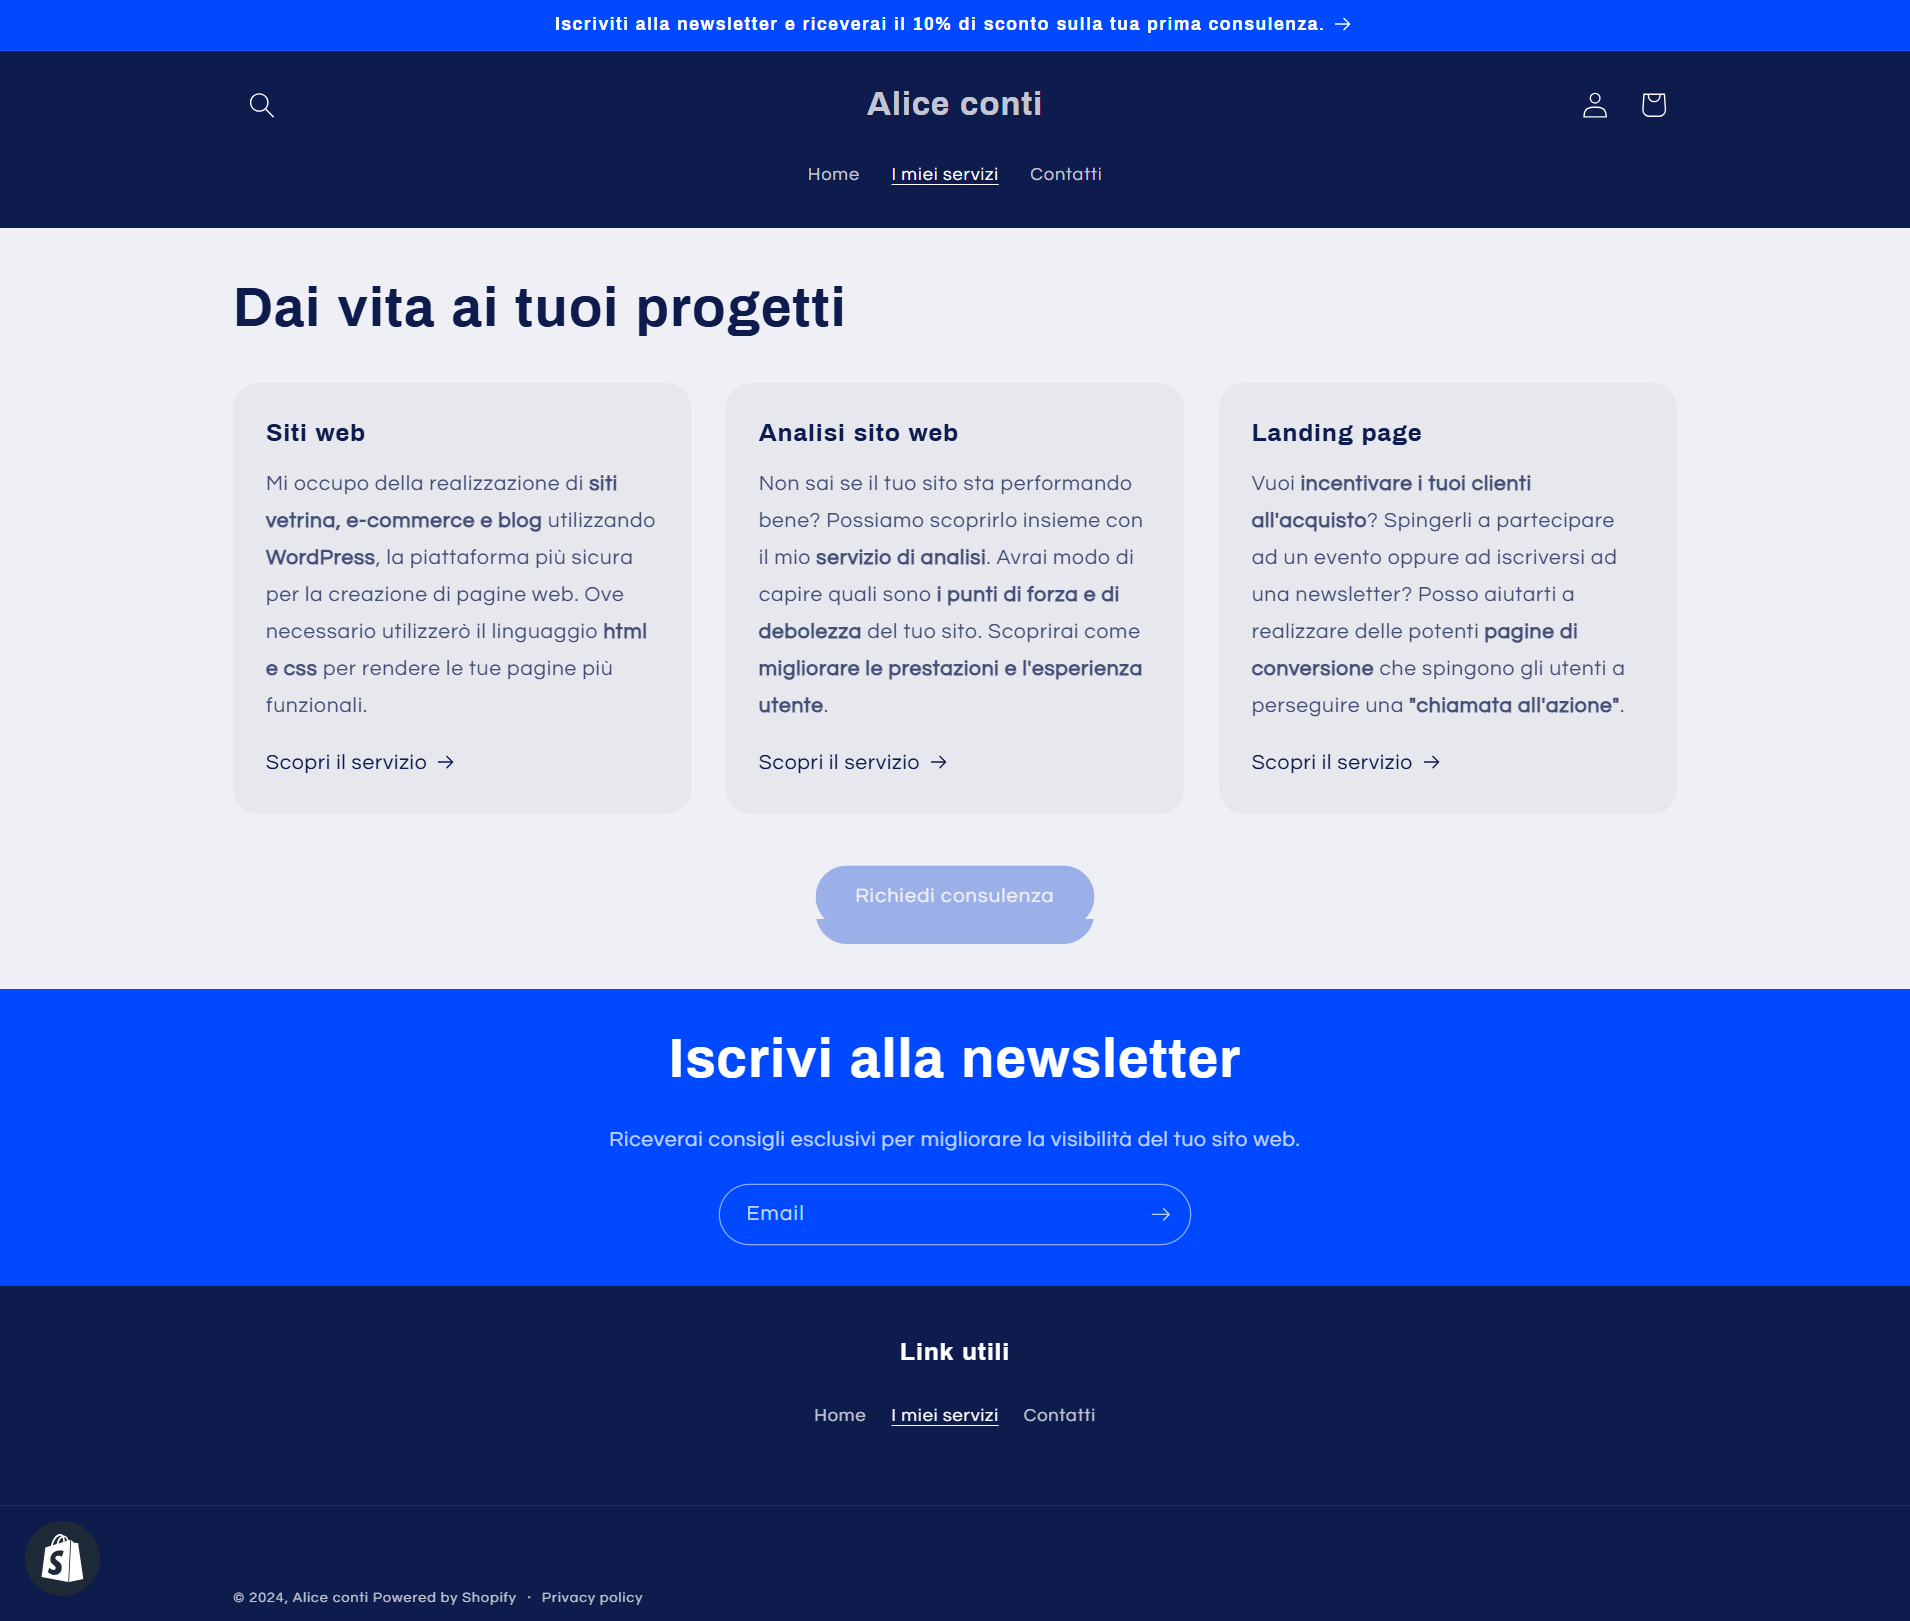 Iscriviti alla newsletter e riceverai il 10% di sconto sulla tua prima consulenza. →
Alice conti
Home I miei servizi Contatti
Dai vita ai tuoi progetti
Siti web
Mi occupo della realizzazione di siti
vetrina, e-commerce e blog utilizzando
WordPress, la piattaforma più sicura
per la creazione di pagine web. Ove
necessario utilizzerò il linguaggio html
e css per rendere le tue pagine più
funzionali.
Scopri il servizio →
Analisi sito web
Non sai se il tuo sito sta performando
bene? Possiamo scoprirlo insieme con
il mio servizio di analisi. Avrai modo di
capire quali sono i punti di forza e di
debolezza del tuo sito. Scoprirai come
migliorare le prestazioni e l'esperienza
utente.
Scopri il servizio →
Landing page
Vuoi incentivare i tuoi clienti
all'acquisto? Spingerli a partecipare
ad un evento oppure ad iscriversi ad
una newsletter? Posso aiutarti a
realizzare delle potenti pagine di
conversione che spingono gli utenti a
perseguire una "chiamata all'azione".
Scopri il servizio →
Richiedi consulenza
Iscrivi alla newsletter
Riceverai consigli esclusivi per migliorare la visibilità del tuo sito web.
Email →
Link utili
Home I miei servizi Contatti
S
© 2024, Alice conti Powered by Shopify · Privacy policy